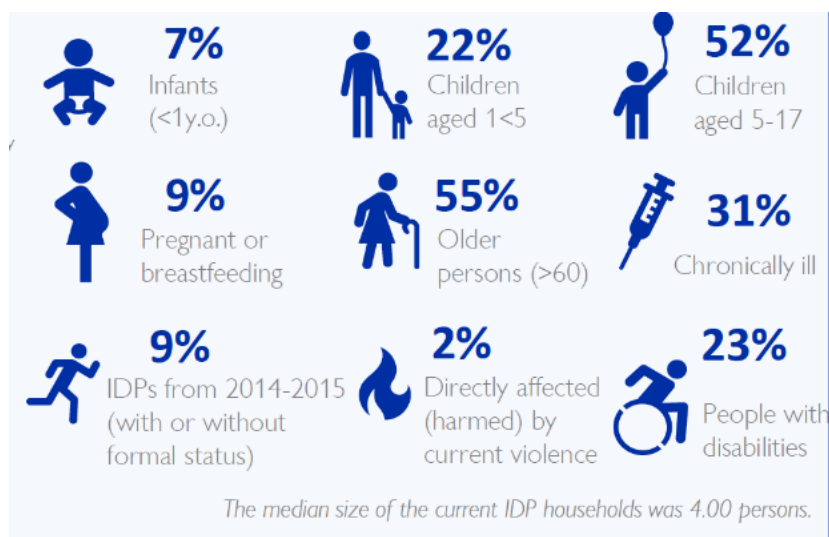 7%
Infants
(<1y.o.)
22%
Children
aged 1<5
52%
Children
aged 5-17
9%
Pregnant or
breastfeeding
55%
Older
persons (>60)
31%
Chronically ill
9%
IDPs from 2014-2015
(with or without
formal status)
2%
Directly affected
(harmed) by
current violence
23%
People with
disabilities
The median size of the current IDP households was 4.00 persons.